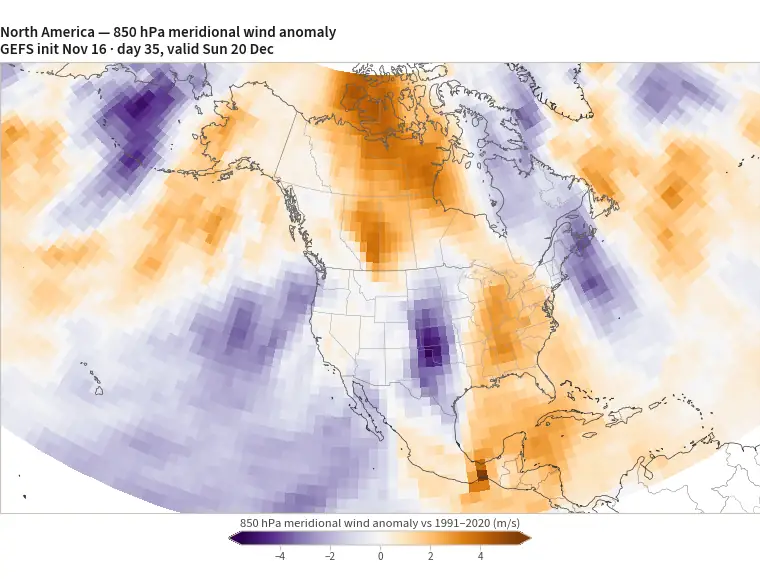 North America — 850 hPa meridional wind anomaly
GEFS init Nov 16 · day 35, valid Sun 20 Dec
850 hPa meridional wind anomaly vs 1991–2020 (m/s)
−4 −2 0 2 4